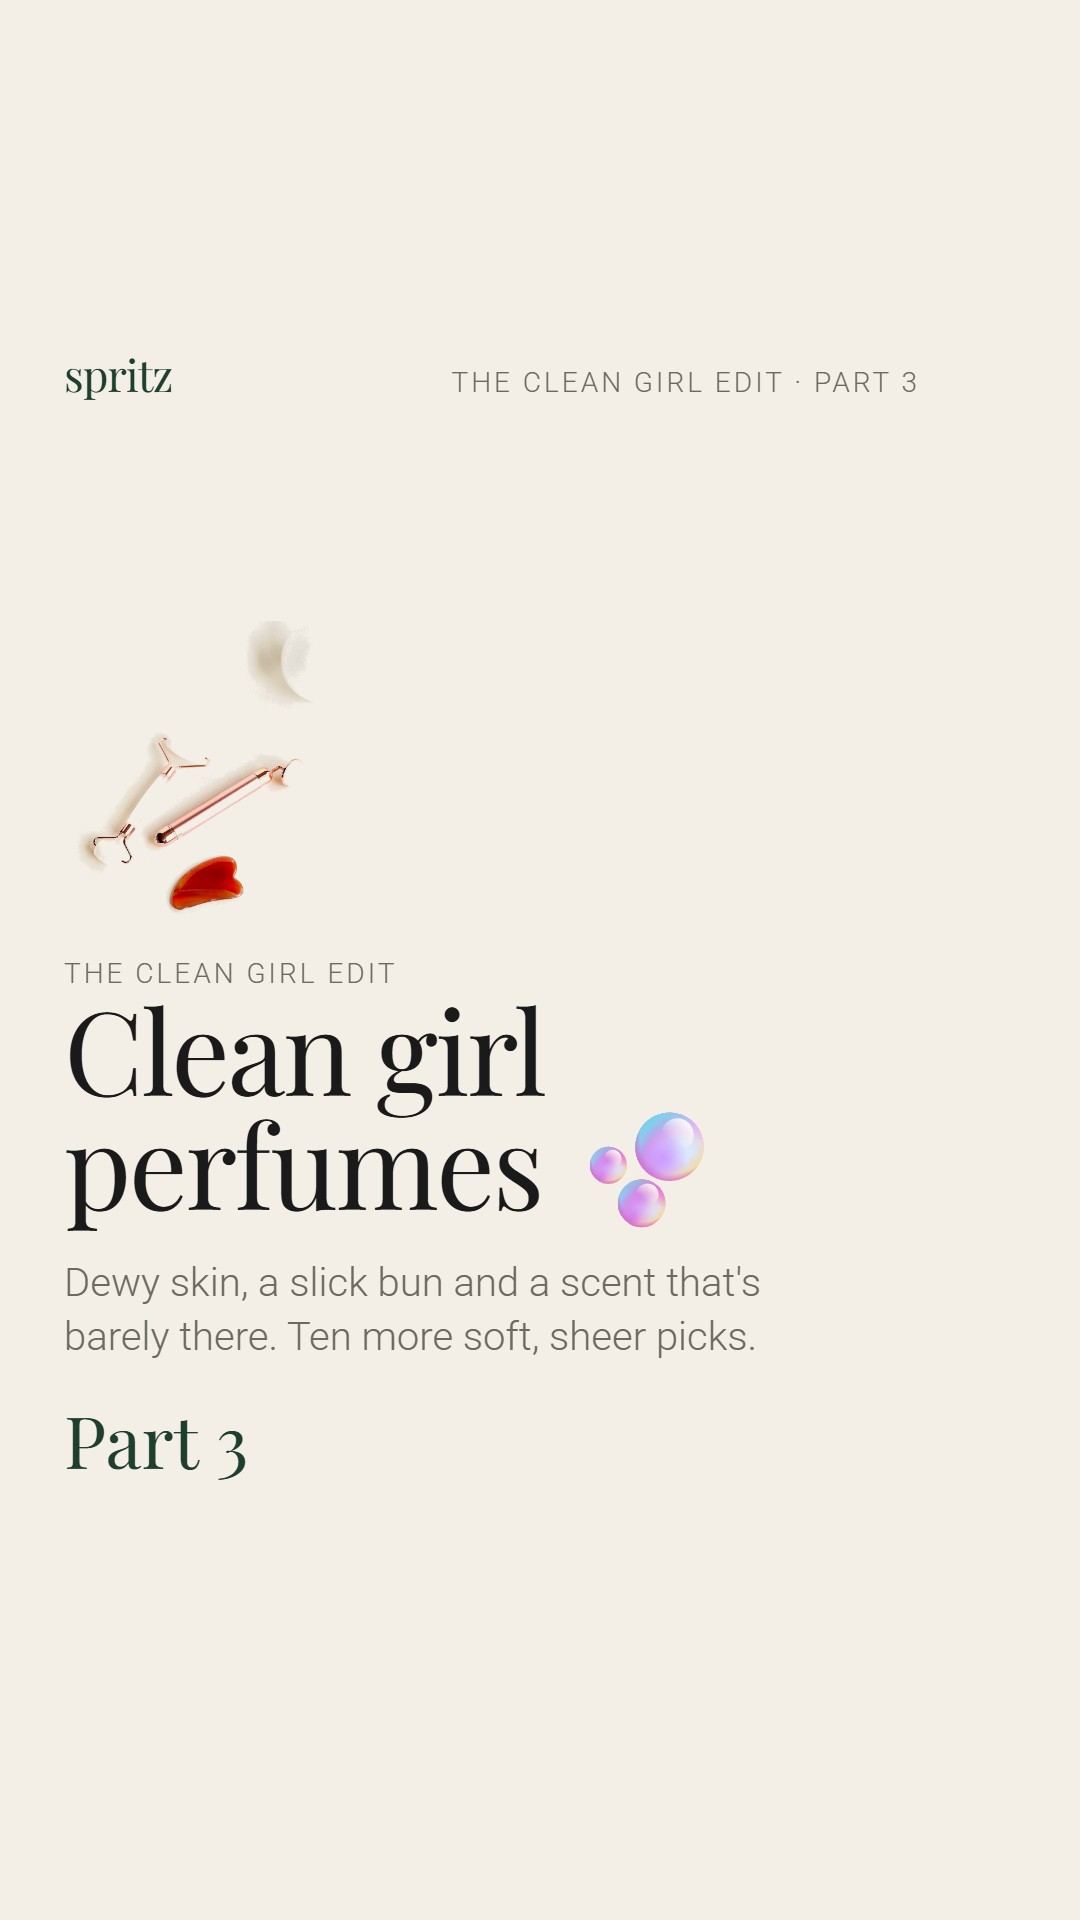 spritz
THE CLEAN GIRL EDIT · PART 3
THE CLEAN GIRL EDIT
Clean girl
perfumes
Dewy skin, a slick bun and a scent that's
barely there. Ten more soft, sheer picks.
Part 3